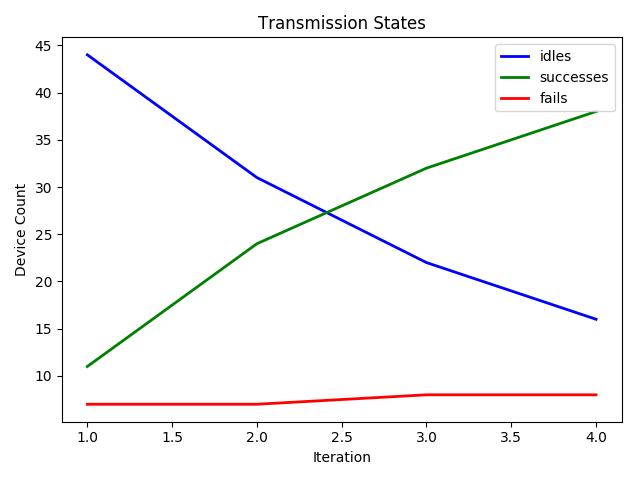 Transmission States
45
40
35
30
25
20
15
10
Device Count
idles
successes
fails
1.0 1.5 2.0 2.5 3.0 3.5 4.0
Iteration